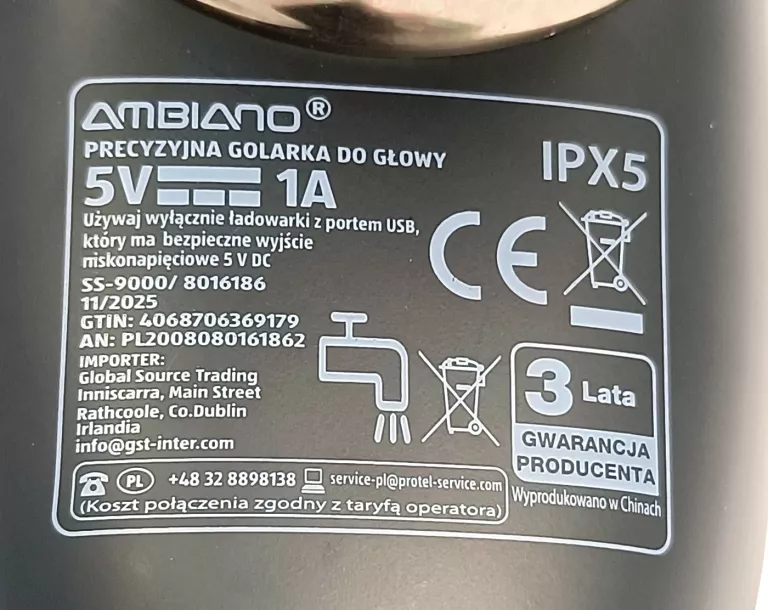 AMBIANO®
PRECYZYJNA GOLARKA DO GŁOWY
IPX5
5V 1A
Używaj wyłącznie ładowarki z portem USB,
który ma bezpieczne wyjście
niskonapięciowe 5 V DC
CE
SS-9000/ 8016186
11/2025
GTIN: 4068706369179
AN: PL2008080161862
IMPORTER:
Global Source Trading
Inniscarra, Main Street
Rathcoole, Co.Dublin
Irlandia
info@gst-inter.com
3 Lata
GWARANCJA
PRODUCENTA
PL +48 32 8898138 service-pl@protel-service.com
(Koszt połączenia zgodny z taryfą operatora)
Wyprodukowano w Chinach